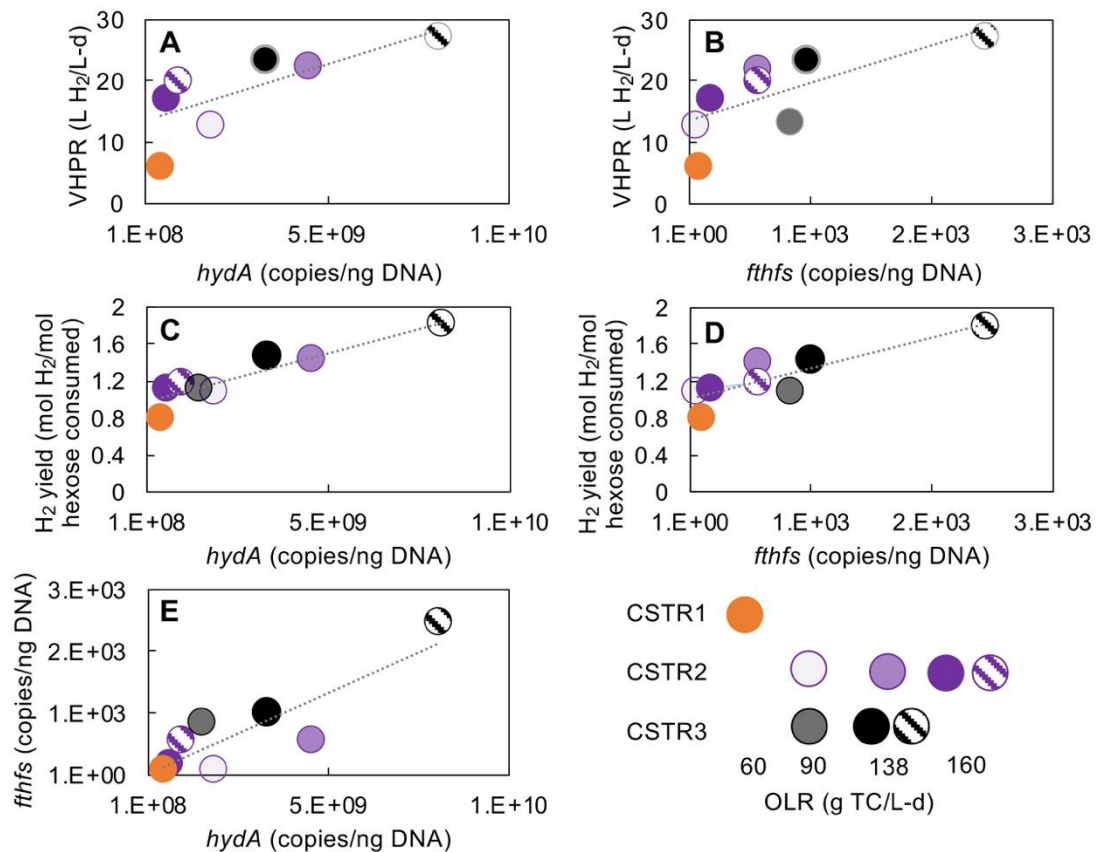 A
VHPR (L H₂/L-d)
30
20
10
0
1.E+08 5.E+09 1.E+10
hydA (copies/ng DNA)
B
VHPR (L H₂/L-d)
30
20
10
0
1.E+00 1.E+03 2.E+03 3.E+03
fthfs (copies/ng DNA)
C
H₂ yield (mol H₂/mol
hexose consumed)
2
1.6
1.2
0.8
0.4
0
1.E+08 5.E+09 1.E+10
hydA (copies/ng DNA)
D
H₂ yield (mol H₂/mol
hexose consumed)
2
1.6
1.2
0.8
0.4
0
1.E+00 1.E+03 2.E+03 3.E+03
fthfs (copies/ng DNA)
E
fthfs (copies/ng DNA)
3.E+03
2.E+03
1.E+03
1.E+00
1.E+08 5.E+09 1.E+10
hydA (copies/ng DNA)
CSTR1
CSTR2
CSTR3
60 90 138 160
OLR (g TC/L-d)